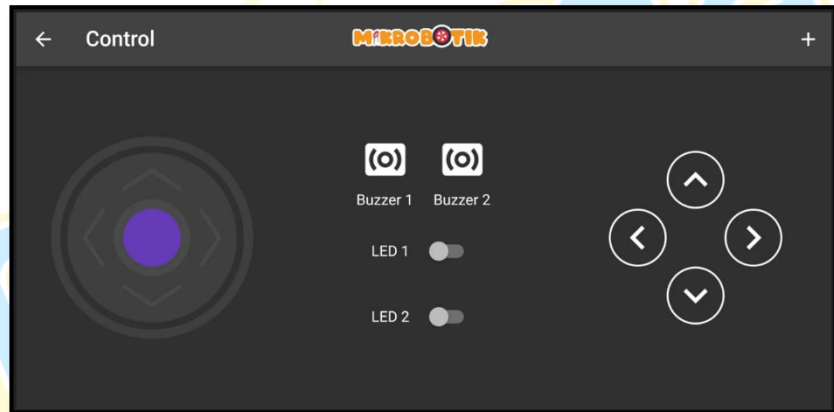 Control
MIKROBOTIK
Buzzer 1 Buzzer 2
LED 1
LED 2